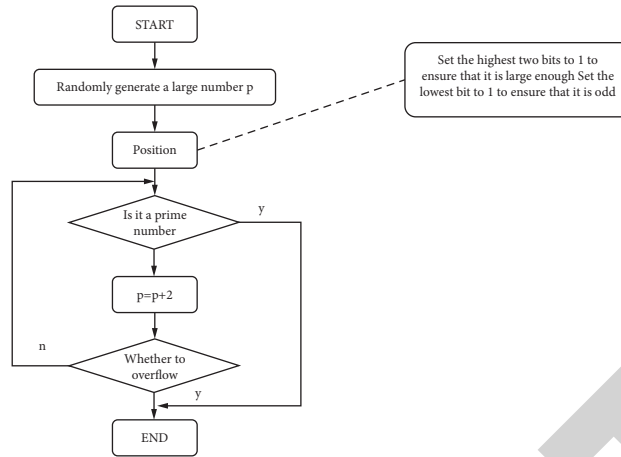 START
Randomly generate a large number p
Position
Set the highest two bits to 1 to
ensure that it is large enough Set the
lowest bit to 1 to ensure that it is odd
Is it a prime
number
y
p=p+2
n
Whether to
overflow
y
END